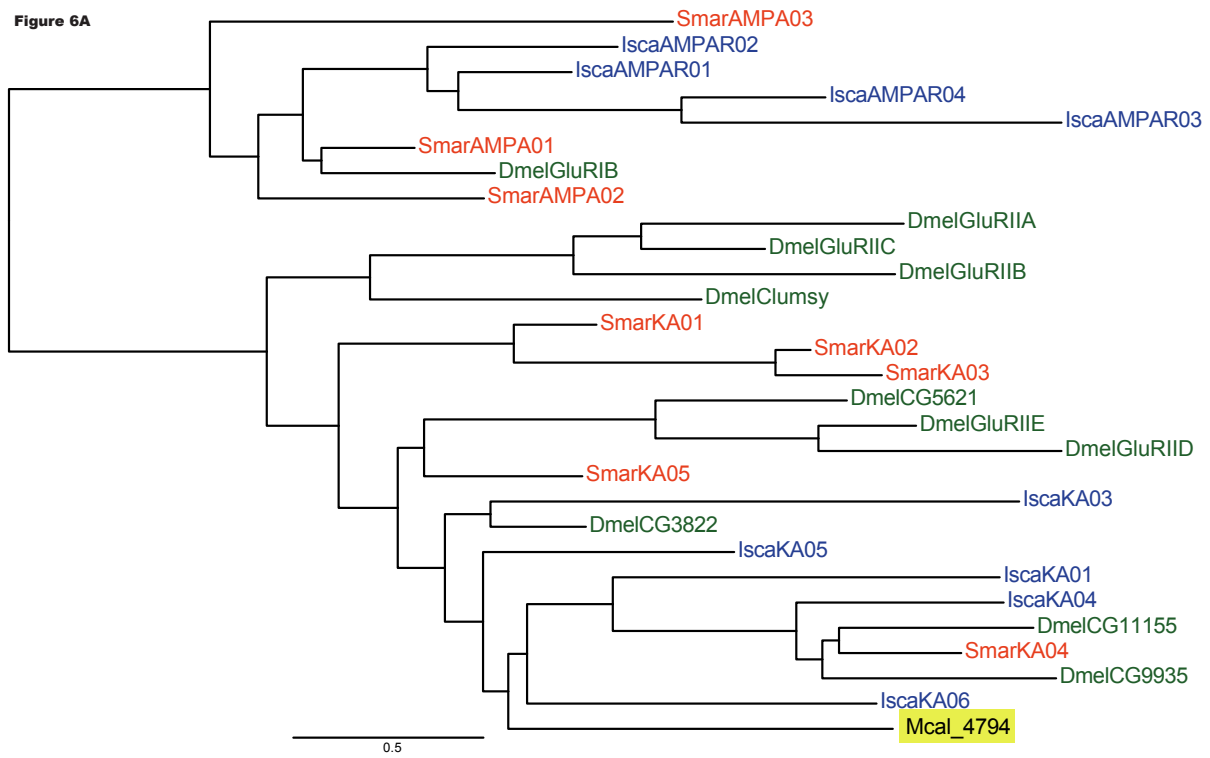 Figure 6A
SmarAMPA03
IscaAMPAR02
IscaAMPAR01
IscaAMPAR04
IscaAMPAR03
SmarAMPA01
DmelGluRIB
SmarAMPA02
DmelGluRIIA
DmelGluRIIC
DmelGluRIIB
DmelClumsy
SmarKA01
SmarKA02
SmarKA03
DmelCG5621
DmelGluRIIE
DmelGluRIID
SmarKA05
IscaKA03
DmelCG3822
IscaKA05
IscaKA01
IscaKA04
DmelCG11155
SmarKA04
DmelCG9935
IscaKA06
Mcal_4794
0.5